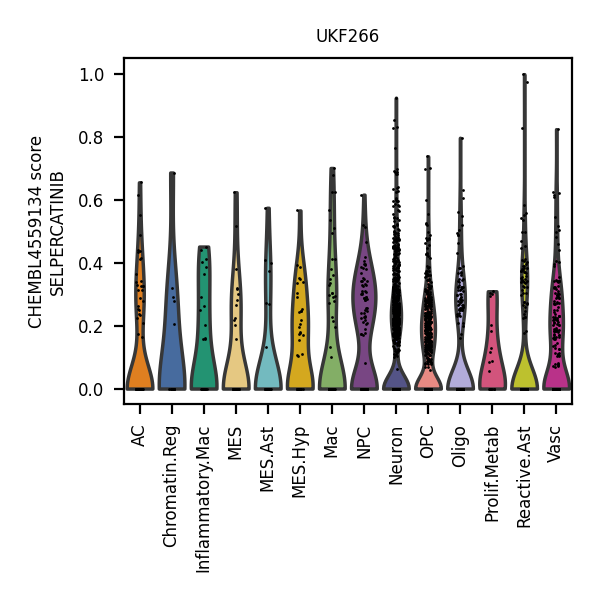 UKF266
CHEMBL4559134 score
SELPERCATINIB
1.0
0.8
0.6
0.4
0.2
0.0
AC
Chromatin.Reg
Inflammatory.Mac
MES
MES.Ast
MES.Hyp
Mac
NPC
Neuron
OPC
Oligo
Prolif.Metab
Reactive.Ast
Vasc